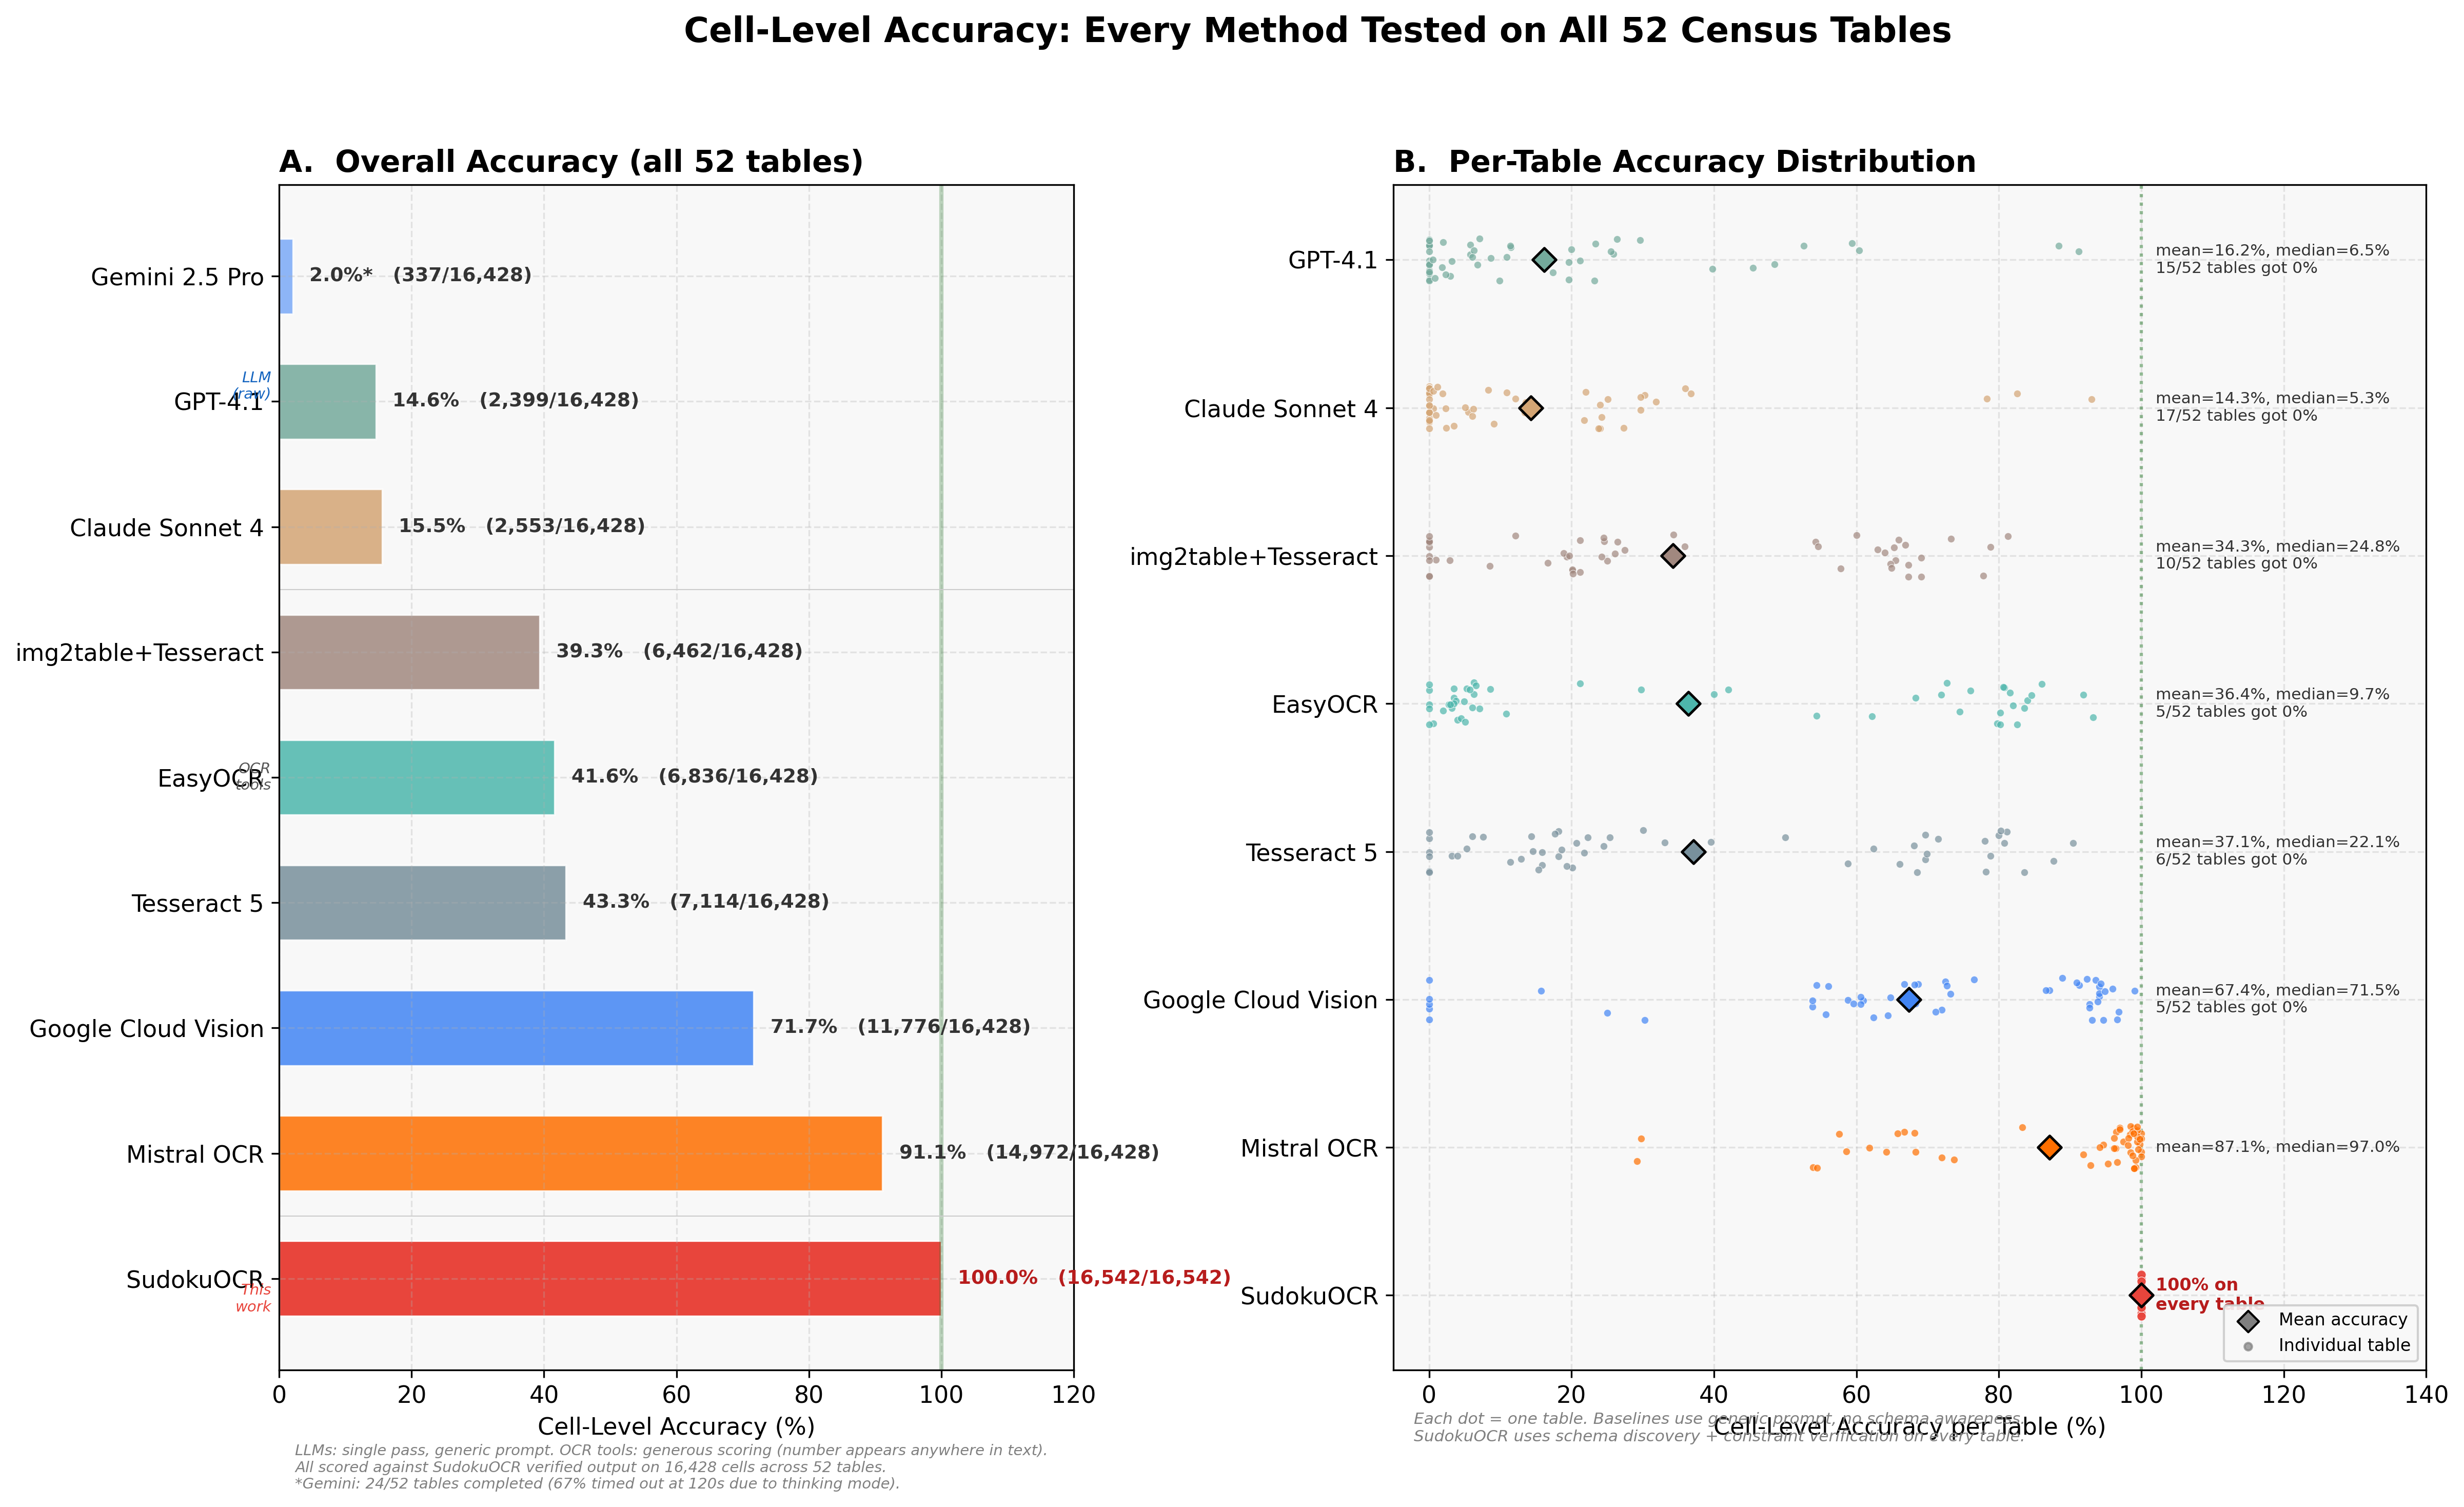 Cell-Level Accuracy: Every Method Tested on All 52 Census Tables
A.  Overall Accuracy (all 52 tables)
Gemini 2.5 Pro
2.0%*   (337/16,428)
LLM
(raw)
GPT-4.1
14.6%   (2,399/16,428)
Claude Sonnet 4
15.5%   (2,553/16,428)
img2table+Tesseract
39.3%   (6,462/16,428)
OCR
tools
EasyOCR
41.6%   (6,836/16,428)
Tesseract 5
43.3%   (7,114/16,428)
Google Cloud Vision
71.7%   (11,776/16,428)
Mistral OCR
91.1%   (14,972/16,428)
SudokuOCR
100.0%   (16,542/16,542)
This
work
0 20 40 60 80 100 120
Cell-Level Accuracy (%)
LLMs: single pass, generic prompt. OCR tools: generous scoring (number appears anywhere in text).
All scored against SudokuOCR verified output on 16,428 cells across 52 tables.
*Gemini: 24/52 tables completed (67% timed out at 120s due to thinking mode).
B.  Per-Table Accuracy Distribution
GPT-4.1
mean=16.2%, median=6.5%
15/52 tables got 0%
Claude Sonnet 4
mean=14.3%, median=5.3%
17/52 tables got 0%
img2table+Tesseract
mean=34.3%, median=24.8%
10/52 tables got 0%
EasyOCR
mean=36.4%, median=9.7%
5/52 tables got 0%
Tesseract 5
mean=37.1%, median=22.1%
6/52 tables got 0%
Google Cloud Vision
mean=67.4%, median=71.5%
5/52 tables got 0%
Mistral OCR
mean=87.1%, median=97.0%
SudokuOCR
100% on
every table
Mean accuracy
Individual table
0 20 40 60 80 100 120 140
Cell-Level Accuracy per Table (%)
Each dot = one table. Baselines use generic prompt, no schema awareness.
SudokuOCR uses schema discovery + constraint verification on every table.